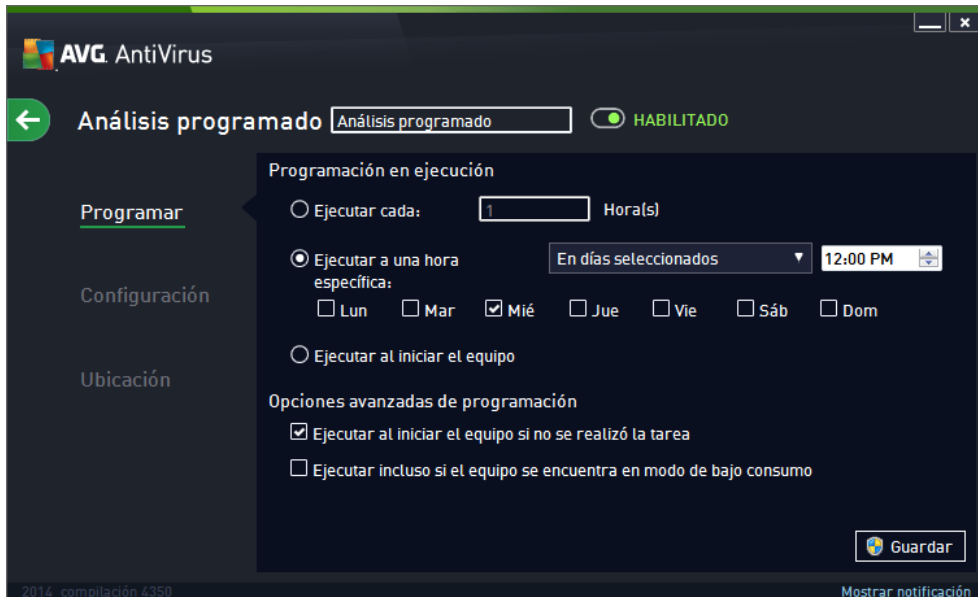 AVG. AntiVirus
Análisis programado Análisis programado HABILITADO
Programar
Configuración
Ubicación
Programación en ejecución
Ejecutar cada: 1 Hora(s)
Ejecutar a una hora específica: En días seleccionados 12:00 PM
Lun Mar Mié Jue Vie Sáb Dom
Ejecutar al iniciar el equipo
Opciones avanzadas de programación
Ejecutar al iniciar el equipo si no se realizó la tarea
Ejecutar incluso si el equipo se encuentra en modo de bajo consumo
Guardar
2014 compilación 4350
Mostrar notificación